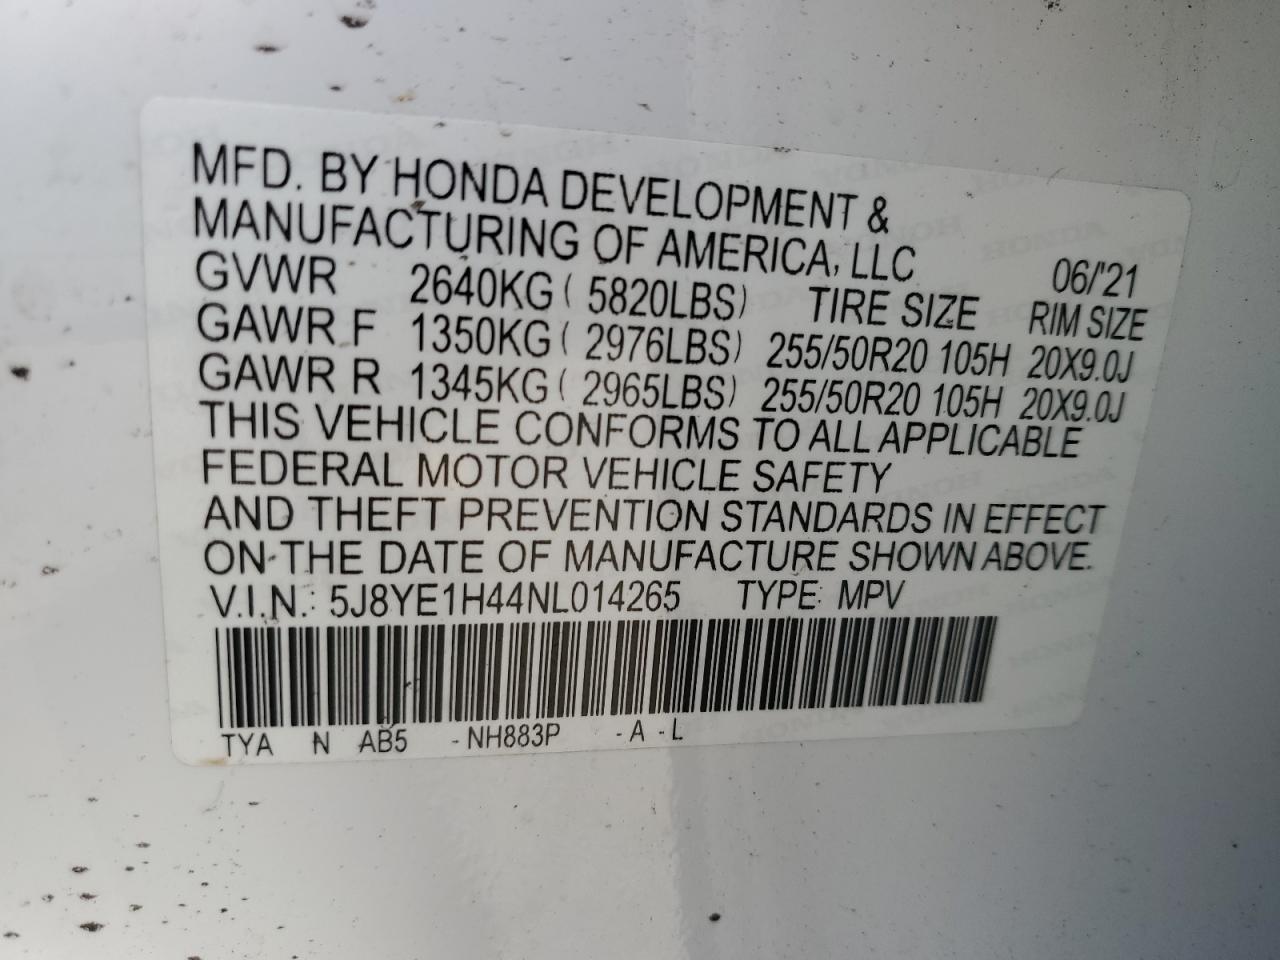 MFD. BY HONDA DEVELOPMENT &
MANUFACTURING OF AMERICA, LLC 06/'21
GVWR 2640KG ( 5820LBS) TIRE SIZE RIM SIZE
GAWR F 1350KG ( 2976LBS) 255/50R20 105H 20X9.0J
GAWR R 1345KG ( 2965LBS) 255/50R20 105H 20X9.0J
THIS VEHICLE CONFORMS TO ALL APPLICABLE
FEDERAL MOTOR VEHICLE SAFETY
AND THEFT PREVENTION STANDARDS IN EFFECT
ON THE DATE OF MANUFACTURE SHOWN ABOVE.
V.I.N.: 5J8YE1H44NL014265 TYPE: MPV
TYA N AB5 -NH883P -A -L